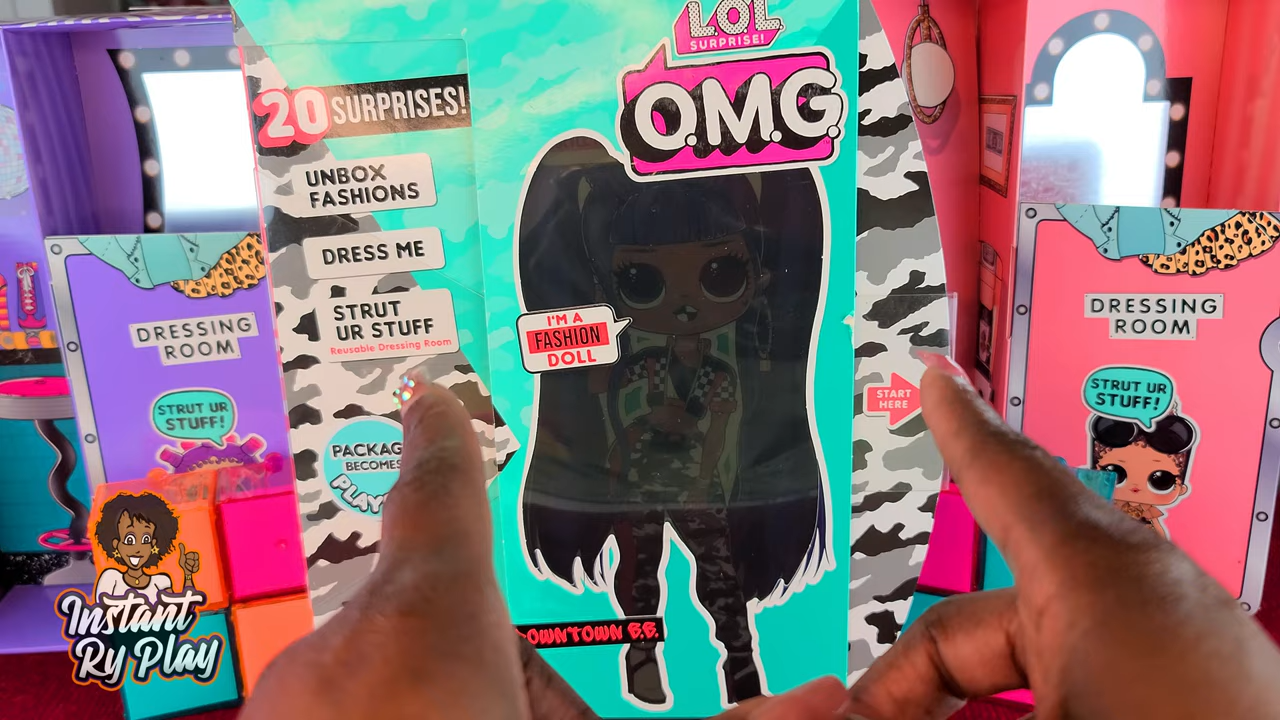 L.O.L.
SURPRISE!
O.M.G.
20 SURPRISES!
UNBOX
FASHIONS
DRESS ME
STRUT
UR STUFF
Reusable Dressing Room
PACKAG
BECOMES
PLAY
I'M A
FASHION
DOLL
START
HERE
OWNTOWN B.B.
DRESSING
ROOM
STRUT UR
STUFF!
DRESSING
ROOM
STRUT UR
STUFF!
Instant
Ry Play